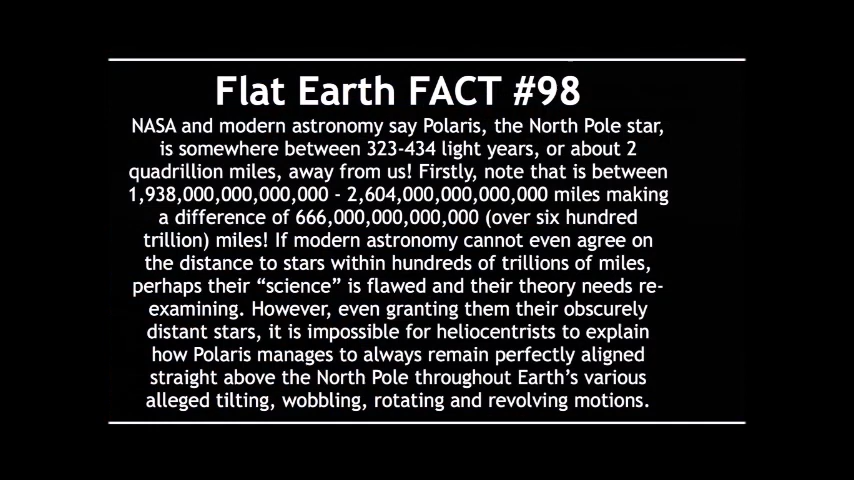 Flat Earth FACT #98
NASA and modern astronomy say Polaris, the North Pole star,
is somewhere between 323-434 light years, or about 2
quadrillion miles, away from us! Firstly, note that is between
1,938,000,000,000,000 - 2,604,000,000,000,000 miles making
a difference of 666,000,000,000,000 (over six hundred
trillion) miles! If modern astronomy cannot even agree on
the distance to stars within hundreds of trillions of miles,
perhaps their “science” is flawed and their theory needs re-
examining. However, even granting them their obscurely
distant stars, it is impossible for heliocentrists to explain
how Polaris manages to always remain perfectly aligned
straight above the North Pole throughout Earth’s various
alleged tilting, wobbling, rotating and revolving motions.